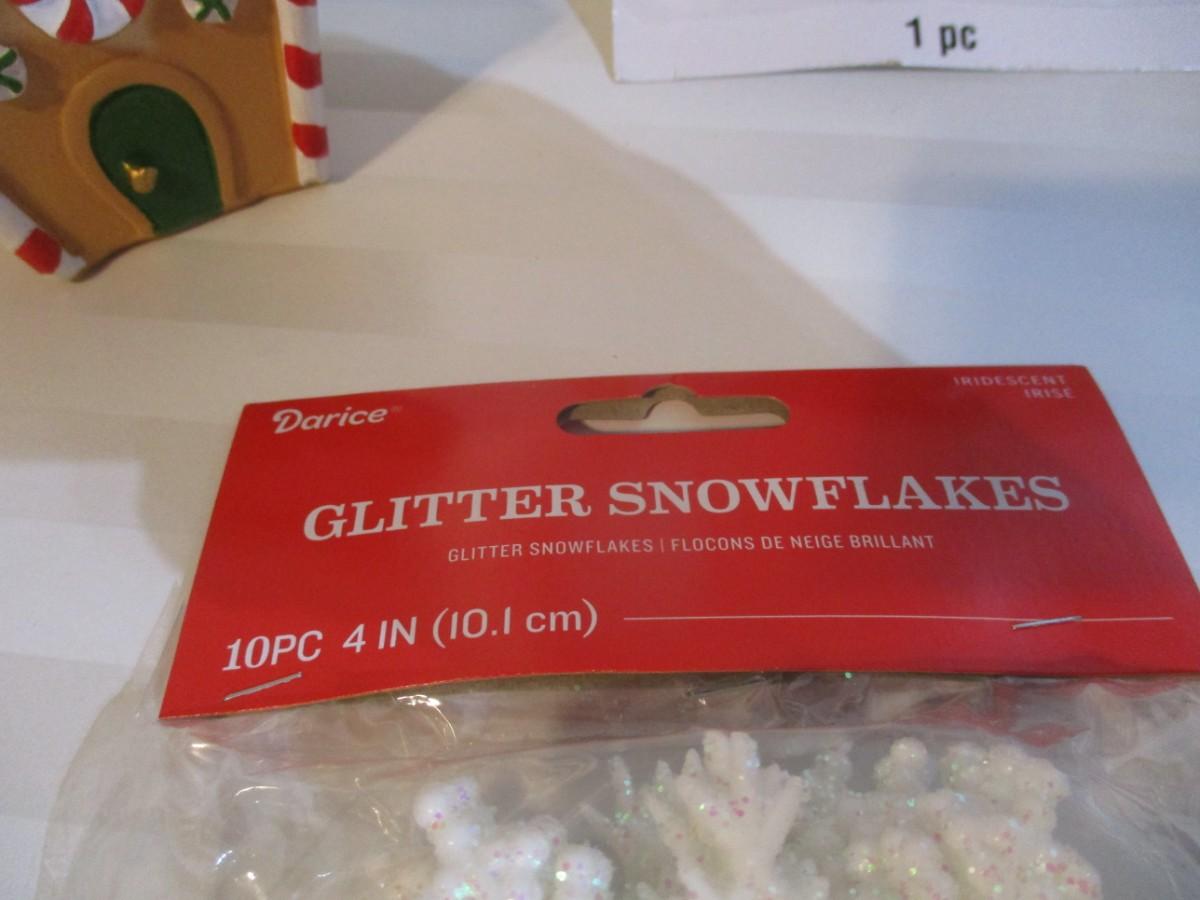 1 pc
Darice
IRIDESCENT
IRISE
GLITTER SNOWFLAKES
GLITTER SNOWFLAKES | FLOCONS DE NEIGE BRILLANT
10PC 4 IN (10.1 cm)